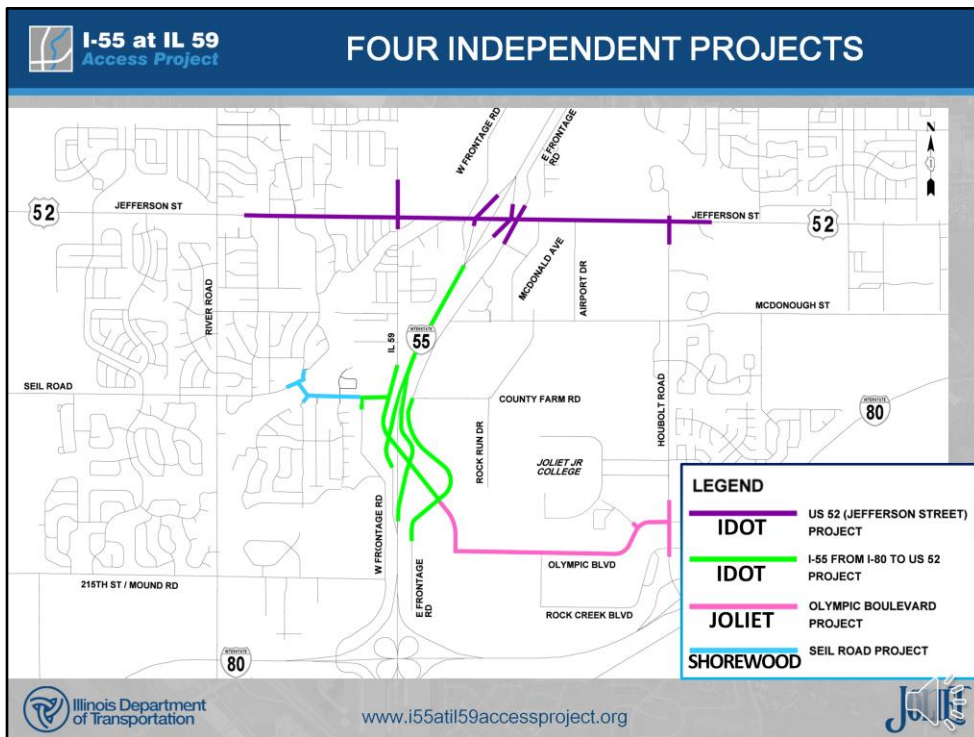 I-55 at IL 59
Access Project
FOUR INDEPENDENT PROJECTS
W FRONTAGE RD
E FRONTAGE
RD
N
52
JEFFERSON ST
JEFFERSON ST
52
MCDONALD AVE
AIRPORT DR
RIVER ROAD
MCDONOUGH ST
IL 59
INTERSTATE
55
SEIL ROAD
COUNTY FARM RD
HOUBOLT ROAD
INTERSTATE
80
ROCK RUN DR
JOLIET JR
COLLEGE
W FRIONTAGE RD
E FRONTAGE
RD
OLYMPIC BLVD
215TH ST / MOUND RD
ROCK CREEK BLVD
INTERSTATE
80
LEGEND
US 52 (JEFFERSON STREET)
IDOT PROJECT
I-55 FROM I-80 TO US 52
IDOT PROJECT
OLYMPIC BOULEVARD
JOLIET PROJECT
SHOREWOOD SEIL ROAD PROJECT
Illinois Department
of Transportation
www.i55atil59accessproject.org